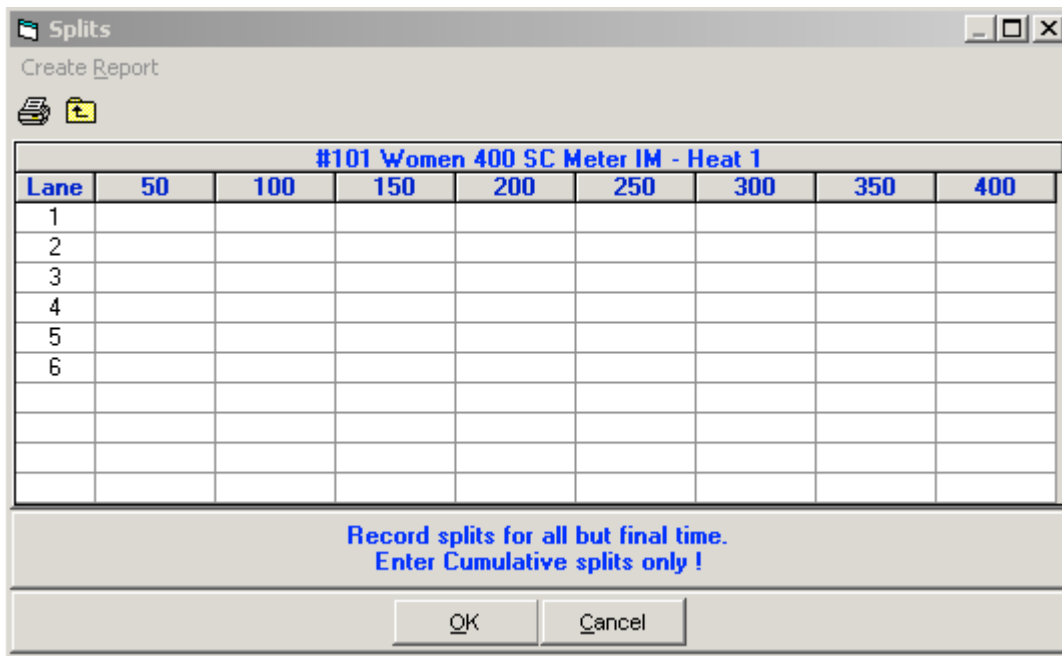 Splits
Create Report
#101 Women 400 SC Meter IM - Heat 1
Lane 50 100 150 200 250 300 350 400
1
2
3
4
5
6
Record splits for all but final time.
Enter Cumulative splits only !
OK Cancel